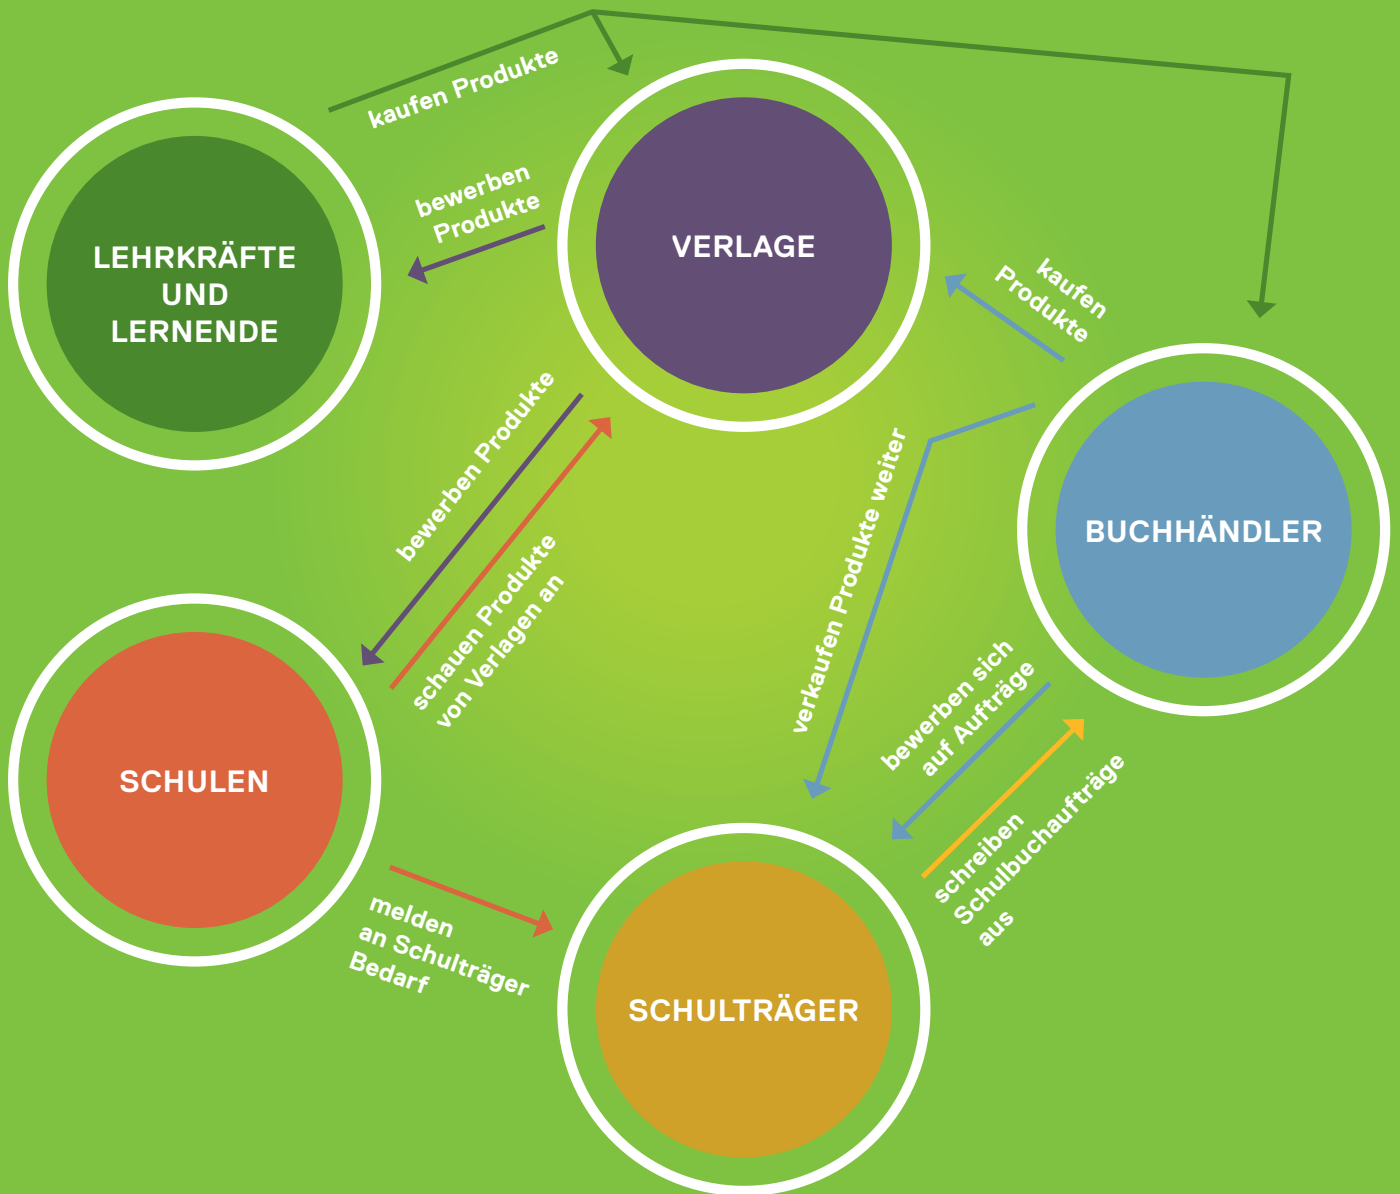 kaufen Produkte
bewerben
Produkte
LEHRKRÄFTE
UND
LERNENDE
VERLAGE
kaufen
Produkte
bewerben Produkte
schauen Produkte
von Verlagen an
verkaufen Produkte weiter
BUCHHÄNDLER
bewerben sich
auf Aufträge
schreiben
Schulbuchaufträge
aus
SCHULEN
melden
an Schulträger
Bedarf
SCHULTRÄGER